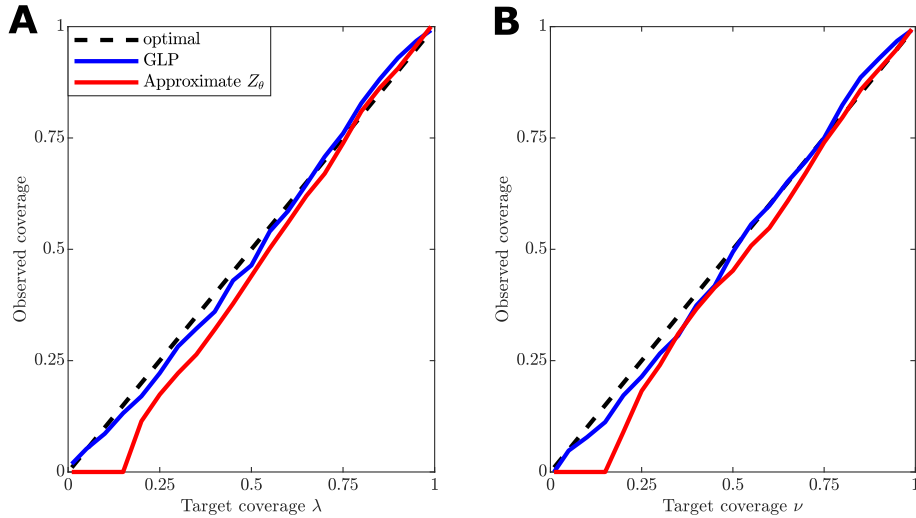 A
optimal
GLP
Approximate Z_θ
1
0.75
0.5
0.25
0
Observed coverage
0
0.25
0.5
0.75
1
Target coverage λ
B
1
0.75
0.5
0.25
0
Observed coverage
0.25
0.5
0.75
1
Target coverage ν